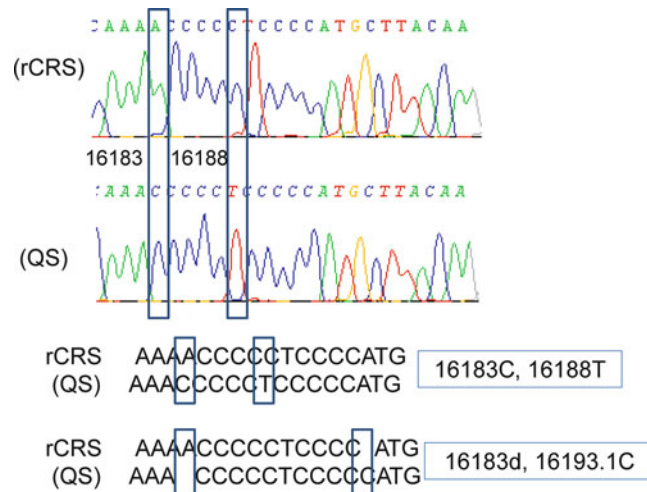 CAAAACCCCCTCCCCATGCTTACAA
(rCRS)
16183 16188
CAAACCCCCTCCCCCATGCTTACAA
(QS)
rCRS AAAACCCCCTCCCCATG
(QS) AAACCCCCTCCCCCATG
16183C, 16188T
rCRS AAAACCCCCTCCCC ATG
(QS) AAA CCCCCTCCCCCATG
16183d, 16193.1C